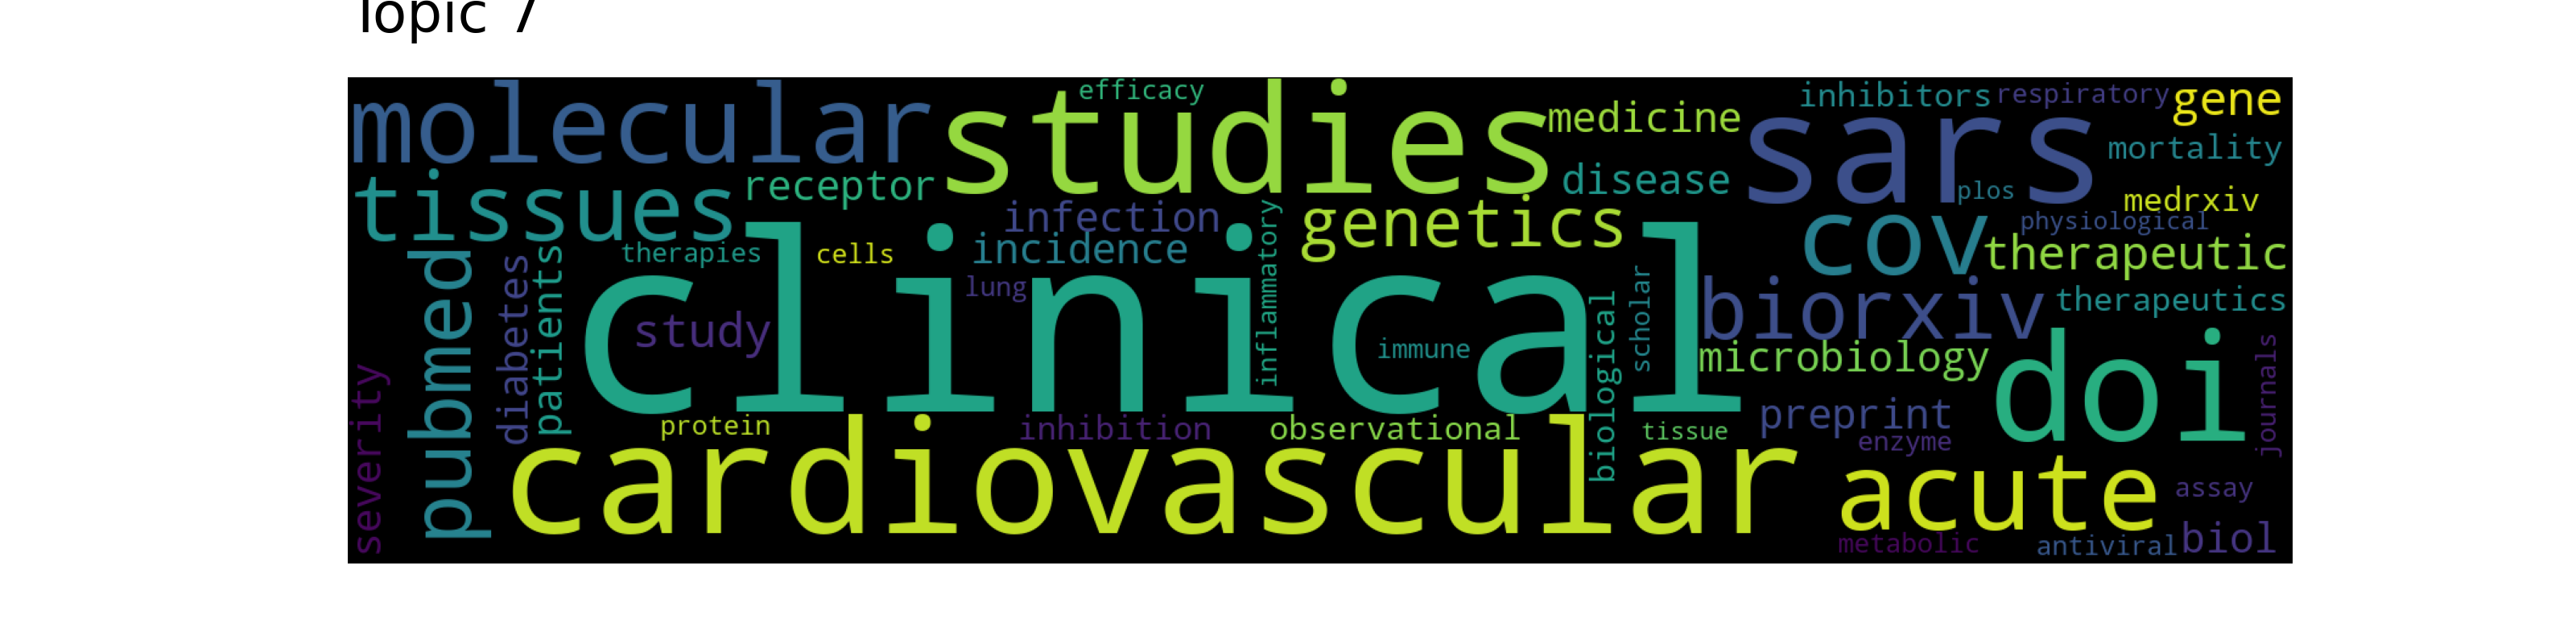 Topic 7
efficacy
molecular
studies
medicine
inhibitors
respiratory
gene
sars
mortality
tissues
receptor
disease
plos
medrxiv
infection
genetics
physiological
therapies
cells
incidence
inflammatory
cov
therapeutic
pubmed
diabetes
patients
clinical
lung
study
immune
biological
scholar
biorxiv
therapeutics
microbiology
doi
journals
severity
protein
inhibition
observational
tissue
preprint
enzyme
cardiovascular
acute
assay
metabolic
antiviral
biol